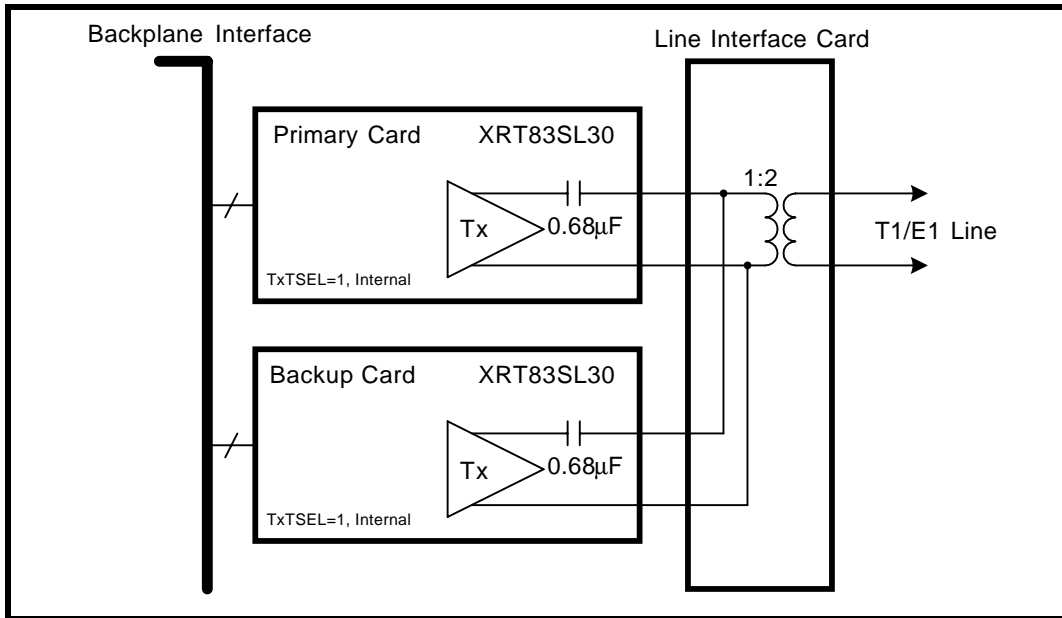 Backplane Interface
Line Interface Card
Primary Card XRT83SL30
Tx
0.68µF
TxTSEL=1, Internal
1:2
T1/E1 Line
Backup Card XRT83SL30
Tx
0.68µF
TxTSEL=1, Internal